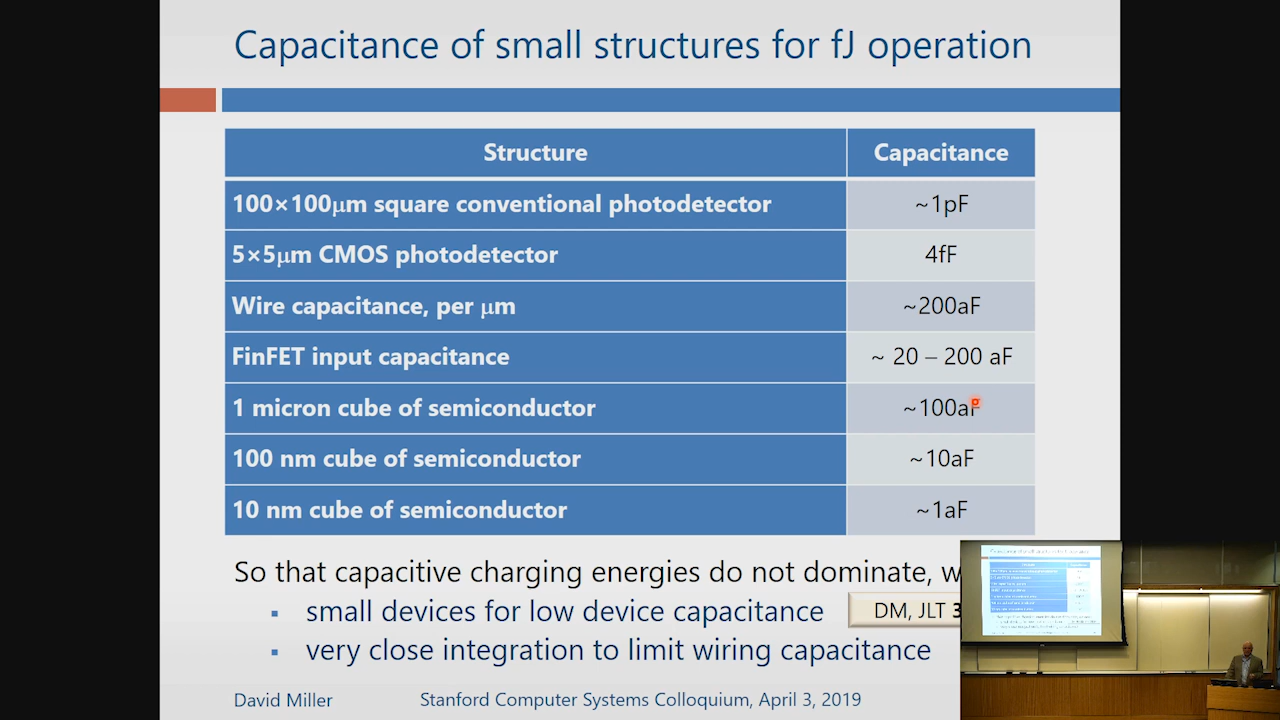 Capacitance of small structures for fJ operation
Structure Capacitance
100×100μm square conventional photodetector ~1pF
5×5μm CMOS photodetector 4fF
Wire capacitance, per μm ~200aF
FinFET input capacitance ~ 20 – 200 aF
1 micron cube of semiconductor ~100aF
100 nm cube of semiconductor ~10aF
10 nm cube of semiconductor ~1aF
So that capacitive charging energies do not dominate, w
▪ small devices for low device capacitance
DM, JLT 3
▪ very close integration to limit wiring capacitance
David Miller Stanford Computer Systems Colloquium, April 3, 2019